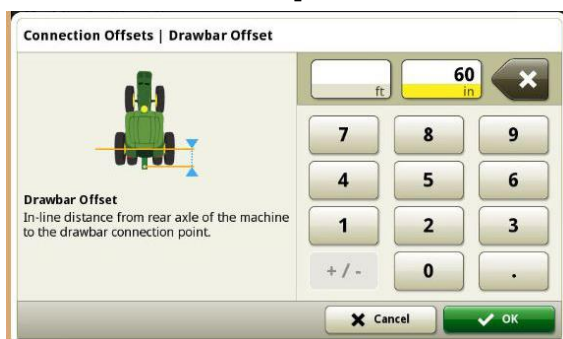 Connection Offsets | Drawbar Offset
ft
60
in
7
8
9
4
5
6
1
2
3
+ / -
0
.
Drawbar Offset
In-line distance from rear axle of the machine
to the drawbar connection point.
Cancel
OK